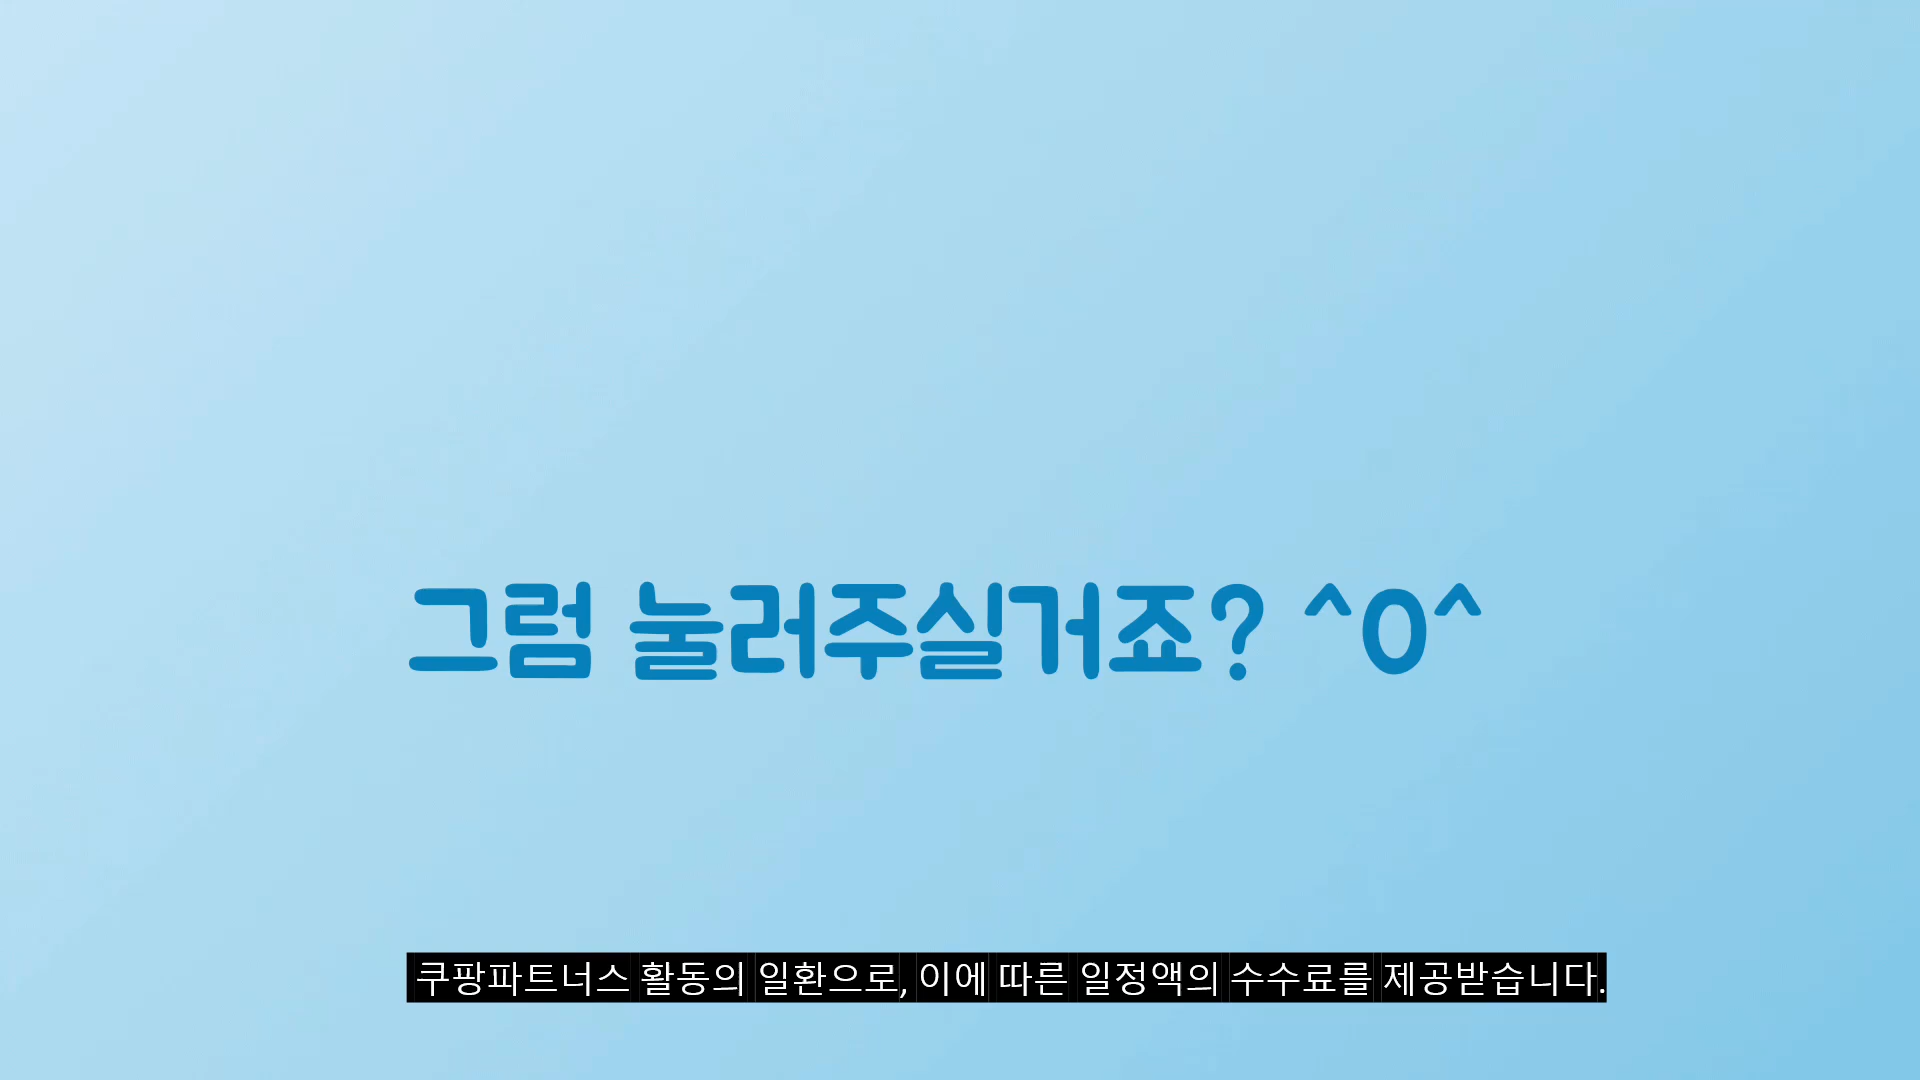 그럼 눌러주실거죠? ^0^
쿠팡파트너스 활동의 일환으로, 이에 따른 일정액의 수수료를 제공받습니다.